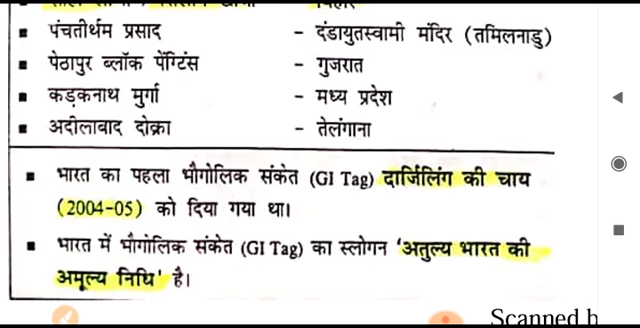 ▪ पंचतीर्थम प्रसाद – दंडायुतस्वामी मंदिर (तमिलनाडु)
▪ पेठापुर ब्लॉक पेंग्टिंस – गुजरात
▪ कड़कनाथ मुर्गा – मध्य प्रदेश
▪ अदीलाबाद दोक्रा – तेलंगाना
▪ भारत का पहला भौगोलिक संकेत (GI Tag) दार्जिलिंग की चाय
(2004-05) को दिया गया था।
▪ भारत में भौगोलिक संकेत (GI Tag) का स्लोगन 'अतुल्य भारत की
अमूल्य निधि' है।
Scanned b